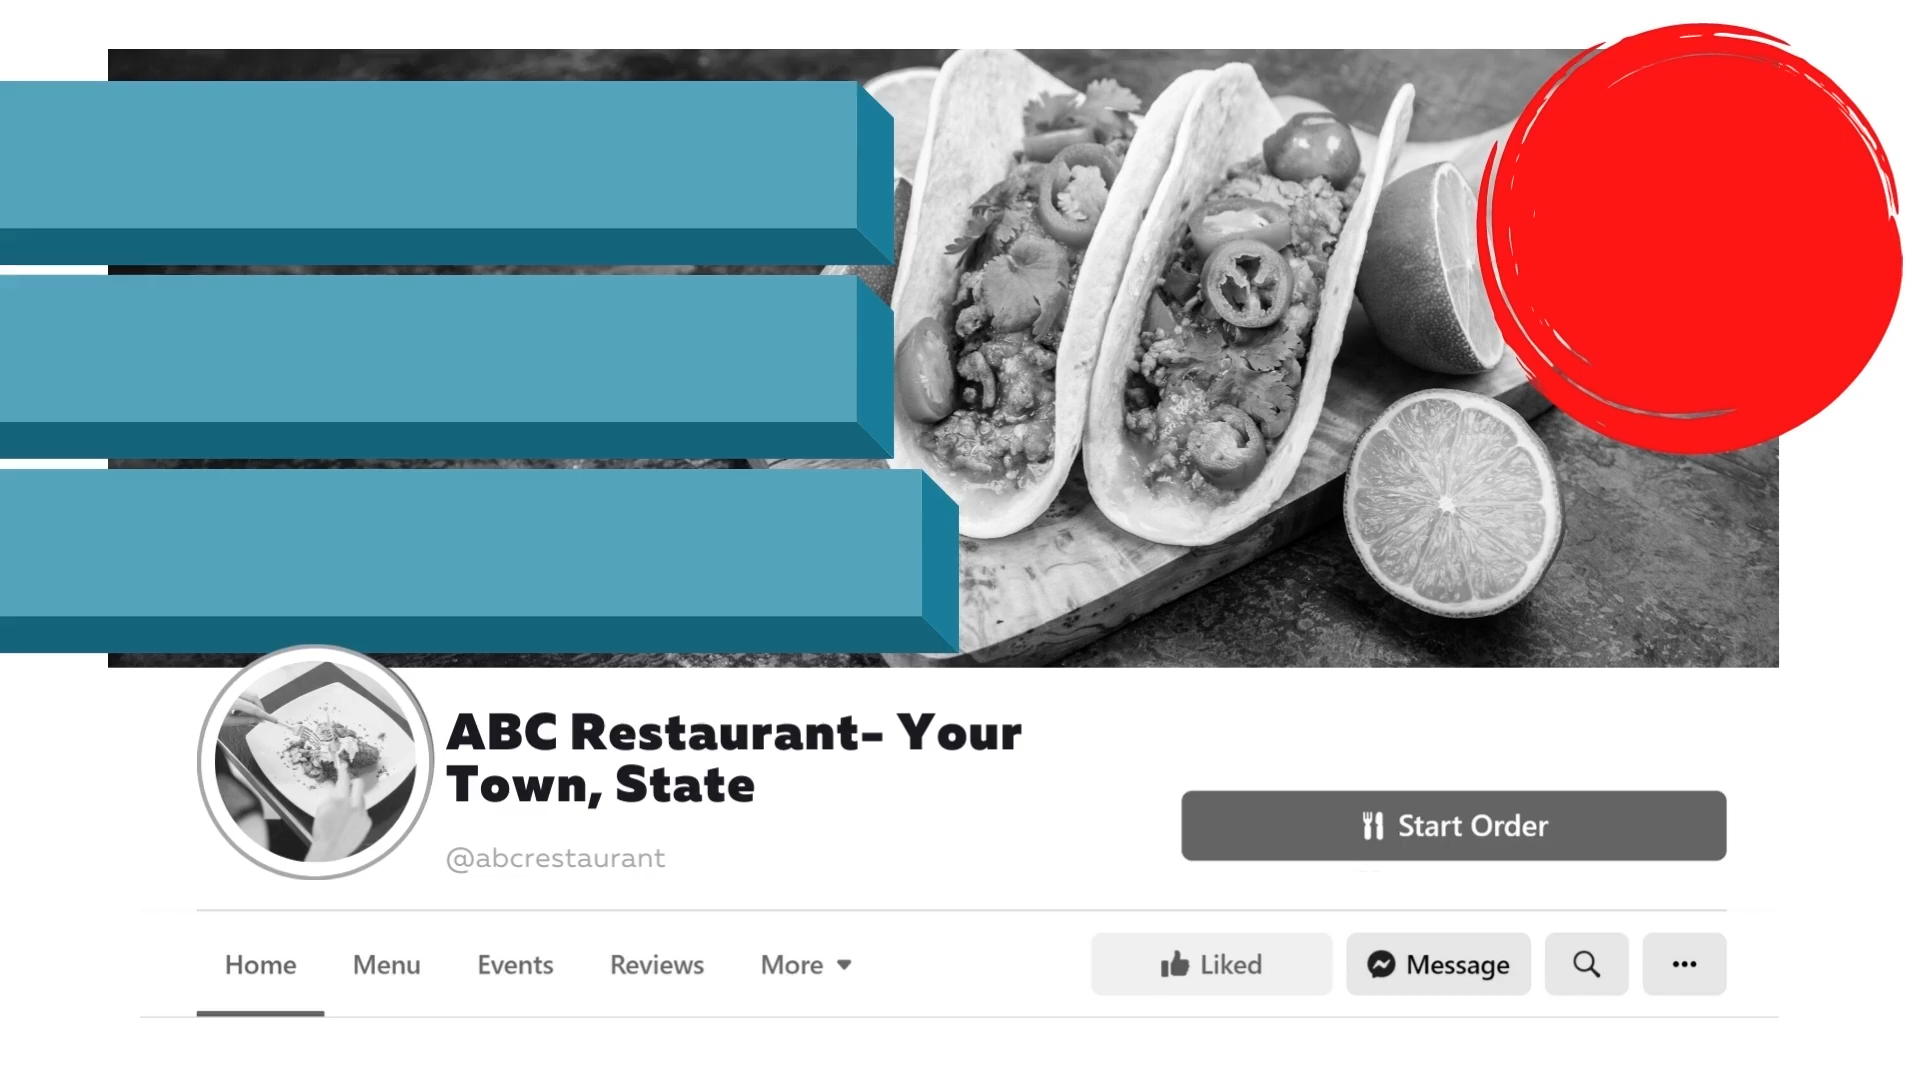 ABC Restaurant- Your
Town, State
@abcrestaurant
Start Order
Home Menu Events Reviews More Liked Message